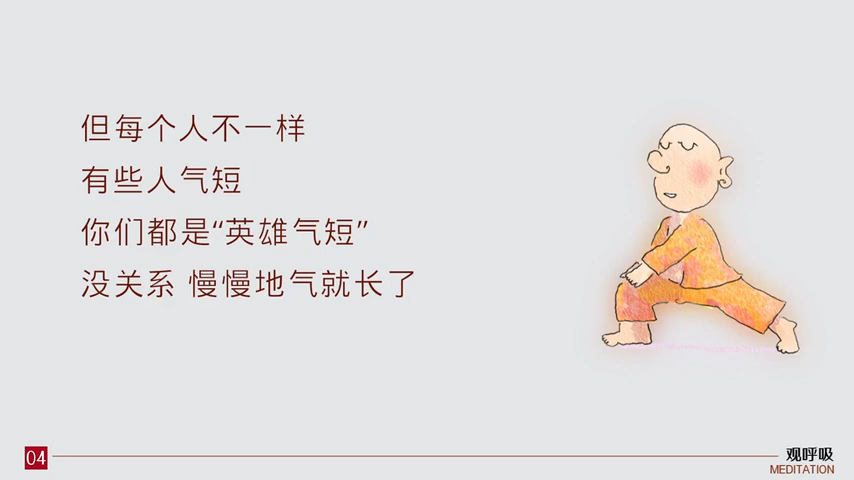 但每个人不一样
有些人气短
你们都是“英雄气短”
没关系 慢慢地气就长了
04
观呼吸
MEDITATION